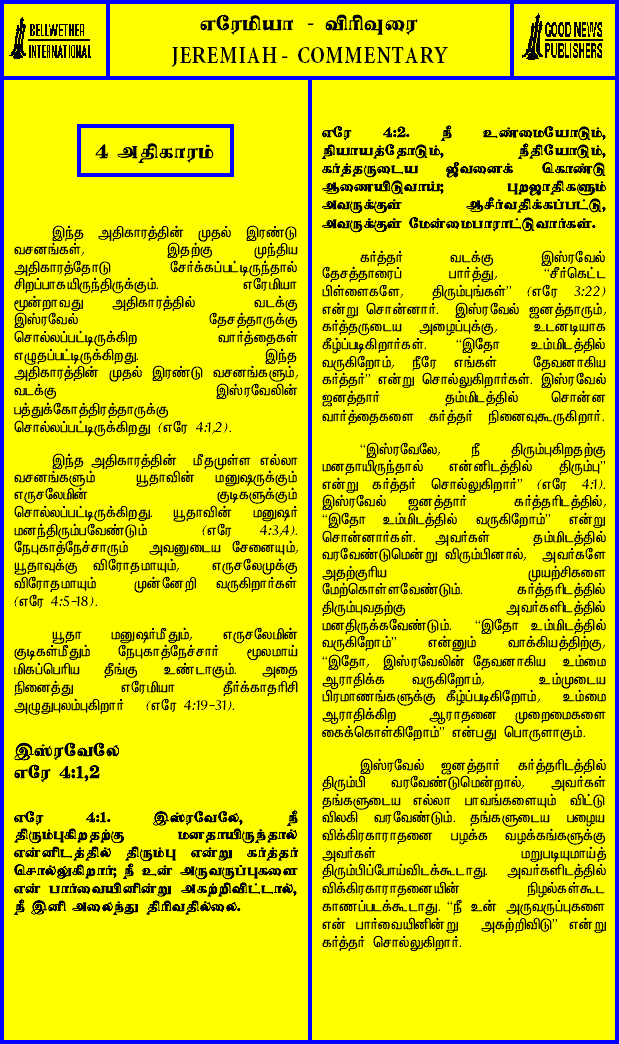 BELLWETHER
INTERNATIONAL
எரேமியா - விரிவுரை
JEREMIAH - COMMENTARY
GOOD NEWS
PUBLISHERS
4 அதிகாரம்
இந்த அதிகாரத்தின் முதல் இரண்டு
வசனங்கள், இதற்கு முந்திய
அதிகாரத்தோடு சேர்க்கப்பட்டிருந்தால்
சிறப்பாகயிருந்திருக்கும். எரேமியா
மூன்றாவது அதிகாரத்தில் வடக்கு
இஸ்ரவேல் தேசத்தாருக்கு
சொல்லப்பட்டிருக்கிற வார்த்தைகள்
எழுதப்பட்டிருக்கிறது. இந்த
அதிகாரத்தின் முதல் இரண்டு வசனங்களும்,
வடக்கு இஸ்ரவேலின்
பத்துக்கோத்திரத்தாருக்கு
சொல்லப்பட்டிருக்கிறது (எரே 4:1,2).
இந்த அதிகாரத்தின் மீதமுள்ள எல்லா
வசனங்களும் யூதாவின் மனுஷருக்கும்
எருசலேமின் குடிகளுக்கும்
சொல்லப்பட்டிருக்கிறது. யூதாவின் மனுஷர்
மனந்திரும்பவேண்டும் (எரே 4:3,4).
நேபுகாத்நேச்சாரும் அவனுடைய சேனையும்,
யூதாவுக்கு விரோதமாயும், எருசலேமுக்கு
விரோதமாயும் முன்னேறி வருகிறார்கள்
(எரே 4:5-18).
யூதா மனுஷர்மீதும், எருசலேமின்
குடிகள்மீதும் நேபுகாத்நேச்சார் மூலமாய்
மிகப்பெரிய தீங்கு உண்டாகும். அதை
நினைத்து எரேமியா தீர்க்காதரிசி
அழுதுபுலம்புகிறார் (எரே 4:19-31).
இஸ்ரவேலே
எரே 4:1,2
எரே 4:1. இஸ்ரவேலே, நீ
திரும்புகிறதற்கு மனதாயிருந்தால்
என்னிடத்தில் திரும்பு என்று கர்த்தர்
சொல்லுகிறார்; நீ உன் அருவருப்புகளை
என் பார்வையினின்று அகற்றிவிட்டால்,
நீ இனி அலைந்து திரிவதில்லை.
எரே 4:2. நீ உண்மையோடும்,
நியாயத்தோடும், நீதியோடும்,
கர்த்தருடைய ஜீவனைக் கொண்டு
ஆணையிடுவாய்; புறஜாதிகளும்
அவருக்குள் ஆசீர்வதிக்கப்பட்டு,
அவருக்குள் மேன்மைபாராட்டுவார்கள்.
கர்த்தர் வடக்கு இஸ்ரவேல்
தேசத்தாரைப் பார்த்து, “சீர்கெட்ட
பிள்ளைகளே, திரும்புங்கள்” (எரே 3:22)
என்று சொன்னார். இஸ்ரவேல் ஜனத்தாரும்,
கர்த்தருடைய அழைப்புக்கு, உடனடியாக
கீழ்ப்படிகிறார்கள். “இதோ உம்மிடத்தில்
வருகிறோம், நீரே எங்கள் தேவனாகிய
கர்த்தர்” என்று சொல்லுகிறார்கள். இஸ்ரவேல்
ஜனத்தார் தம்மிடத்தில் சொன்ன
வார்த்தைகளை கர்த்தர் நினைவுகூருகிறார்.
“இஸ்ரவேலே, நீ திரும்புகிறதற்கு
மனதாயிருந்தால் என்னிடத்தில் திரும்பு”
என்று கர்த்தர் சொல்லுகிறார்” (எரே 4:1).
இஸ்ரவேல் ஜனத்தார் கர்த்தரிடத்தில்,
“இதோ உம்மிடத்தில் வருகிறோம்” என்று
சொன்னார்கள். அவர்கள் தம்மிடத்தில்
வரவேண்டுமென்று விரும்பினால், அவர்களே
அதற்குரிய முயற்சிகளை
மேற்கொள்ளவேண்டும். கர்த்தரிடத்தில்
திரும்புவதற்கு அவர்களிடத்தில்
மனதிருக்கவேண்டும். “இதோ உம்மிடத்தில்
வருகிறோம்” என்னும் வாக்கியத்திற்கு,
“இதோ, இஸ்ரவேலின் தேவனாகிய உம்மை
ஆராதிக்க வருகிறோம், உம்முடைய
பிரமாணங்களுக்கு கீழ்ப்படிகிறோம், உம்மை
ஆராதிக்கிற ஆராதனை முறைமைகளை
கைக்கொள்கிறோம்” என்பது பொருளாகும்.
இஸ்ரவேல் ஜனத்தார் கர்த்தரிடத்தில்
திரும்பி வரவேண்டுமென்றால், அவர்கள்
தங்களுடைய எல்லா பாவங்களையும் விட்டு
விலகி வரவேண்டும். தங்களுடைய பழைய
விக்கிரகாராதனை பழக்க வழக்கங்களுக்கு
அவர்கள் மறுபடியுமாய்த்
திரும்பிப்போய்விடக்கூடாது. அவர்களிடத்தில்
விக்கிரகாராதனையின் நிழல்கள்கூட
காணப்படக்கூடாது. “நீ உன் அருவருப்புகளை
என் பார்வையினின்று அகற்றிவிடு” என்று
கர்த்தர் சொல்லுகிறார்.